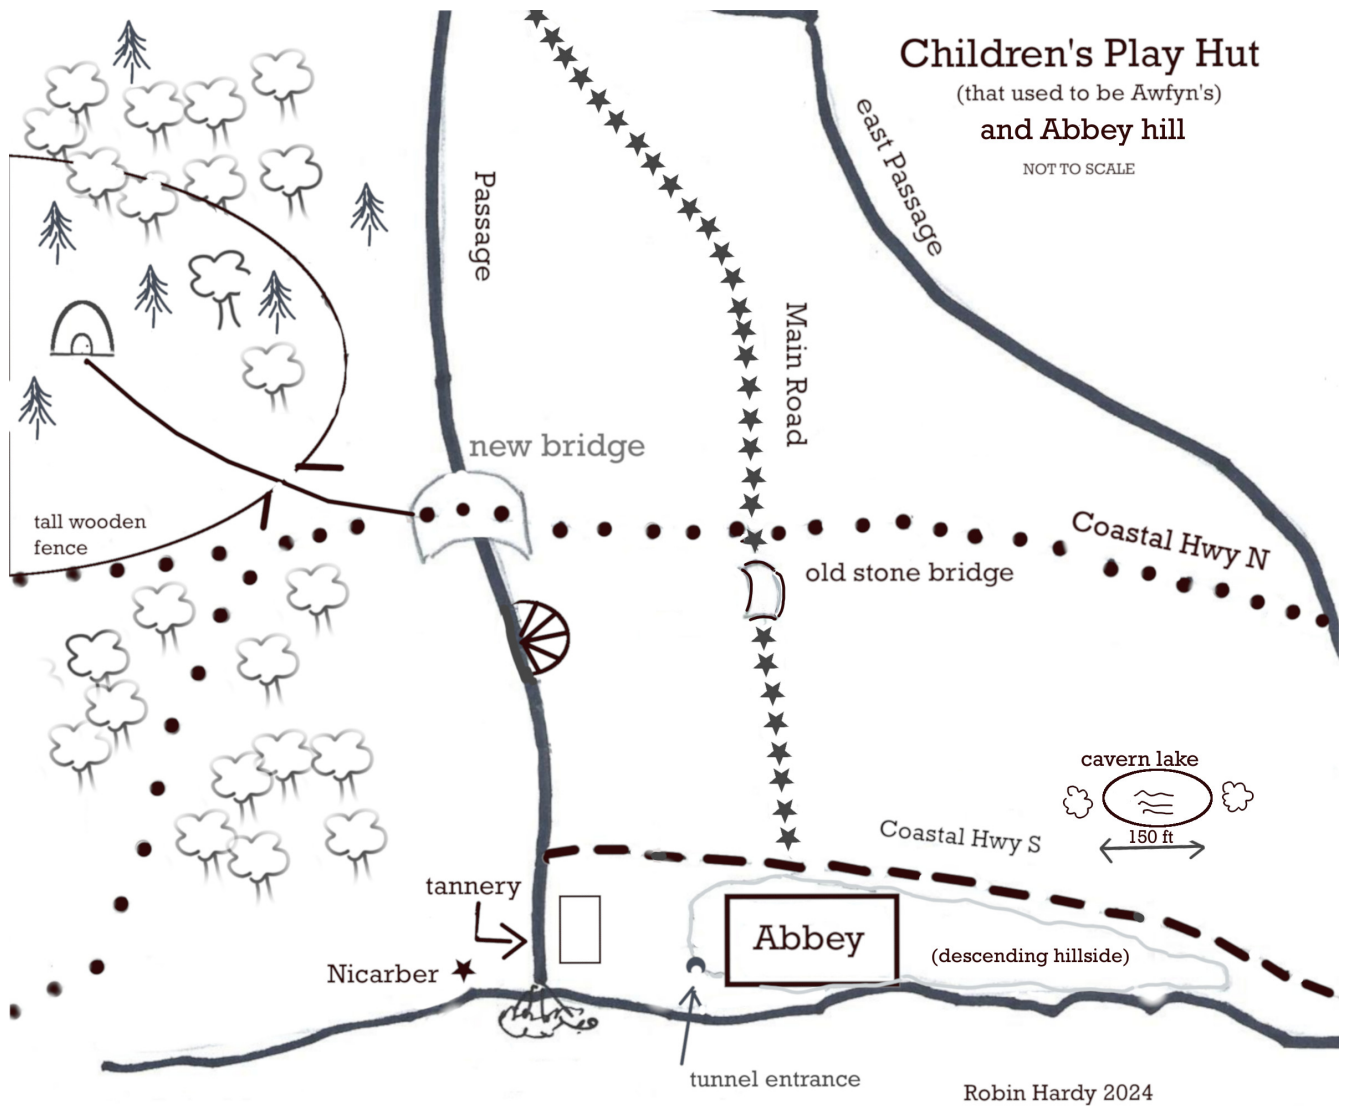 Children's Play Hut
(that used to be Awfyn's)
and Abbey hill
NOT TO SCALE
east Passage
Passage
Main Road
new bridge
Coastal Hwy N
tall wooden
fence
old stone bridge
cavern lake
150 ft
Coastal Hwy S
tannery
Abbey
(descending hillside)
Nicarber
tunnel entrance
Robin Hardy 2024